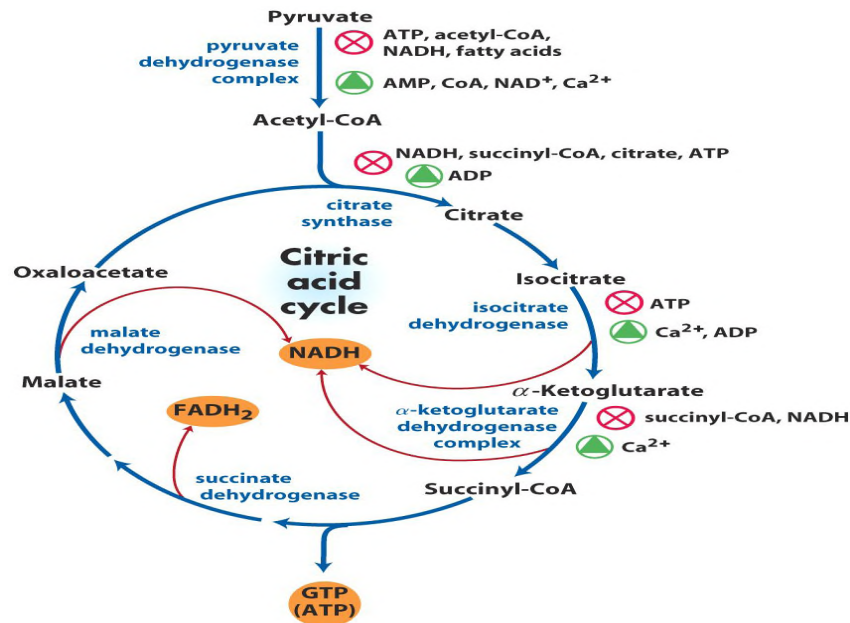 Pyruvate
pyruvate
dehydrogenase
complex
ATP, acetyl-CoA,
NADH, fatty acids
AMP, CoA, NAD⁺, Ca²⁺
Acetyl-CoA
NADH, succinyl-CoA, citrate, ATP
ADP
citrate
synthase
Citrate
Citric
acid
cycle
Oxaloacetate
Isocitrate
isocitrate
dehydrogenase
ATP
Ca²⁺, ADP
malate
dehydrogenase
NADH
Malate
α-Ketoglutarate
FADH₂
α-ketoglutarate
dehydrogenase
complex
succinyl-CoA, NADH
Ca²⁺
succinate
dehydrogenase
Succinyl-CoA
GTP
(ATP)